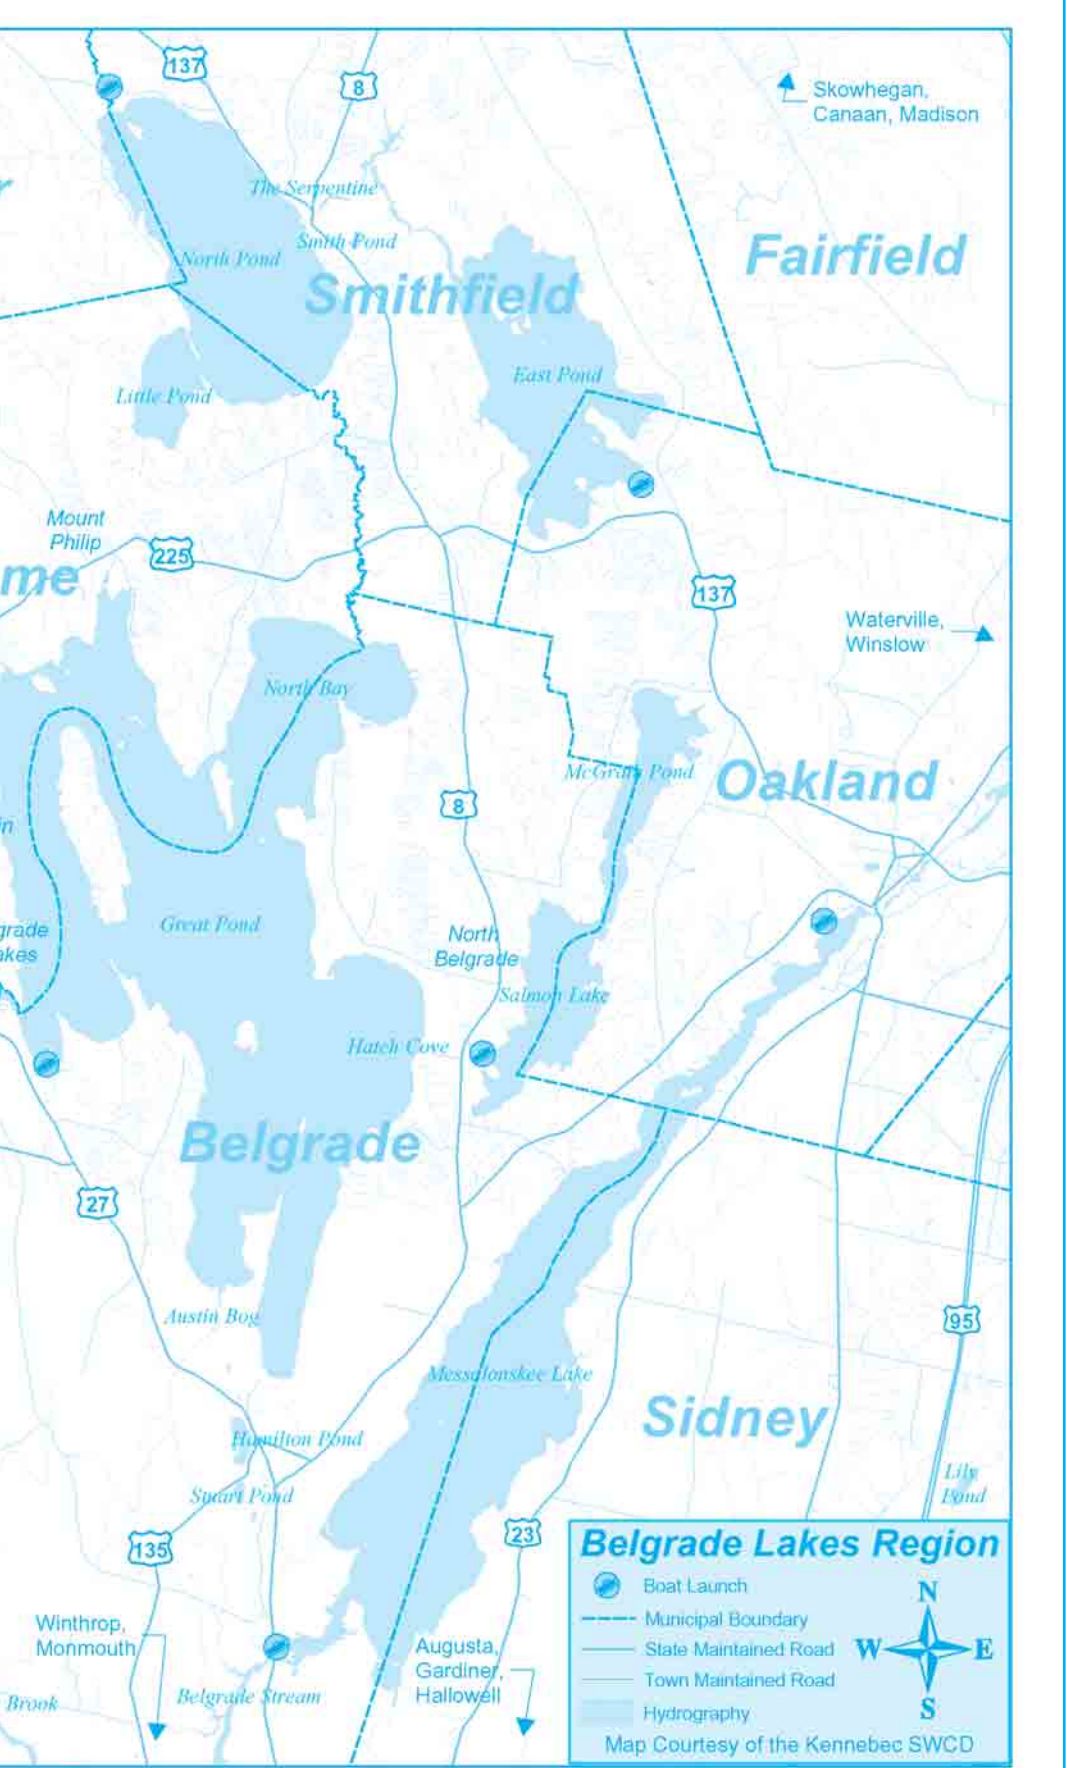 137
8
Skowhegan,
Canaan, Madison
The Serpentine
Smith Pond
North Pond
Fairfield
Smithfield
East Pond
Little Pond
Mount
Philip
225
me
137
Waterville,
Winslow
North Bay
McGrath Pond
Oakland
8
in
Great Pond
grade
akes
North
Belgrade
Salmon Lake
Hatch Cove
Belgrade
27
Austin Bog
95
Messalonskee Lake
Sidney
Hamilton Pond
Lily
Pond
Stuart Pond
135
23
Winthrop,
Monmouth
Augusta,
Gardiner,
Hallowell
Belgrade Stream
Brook
Belgrade Lakes Region
Boat Launch
N
Municipal Boundary
State Maintained Road
W
E
Town Maintained Road
S
Hydrography
Map Courtesy of the Kennebec SWCD